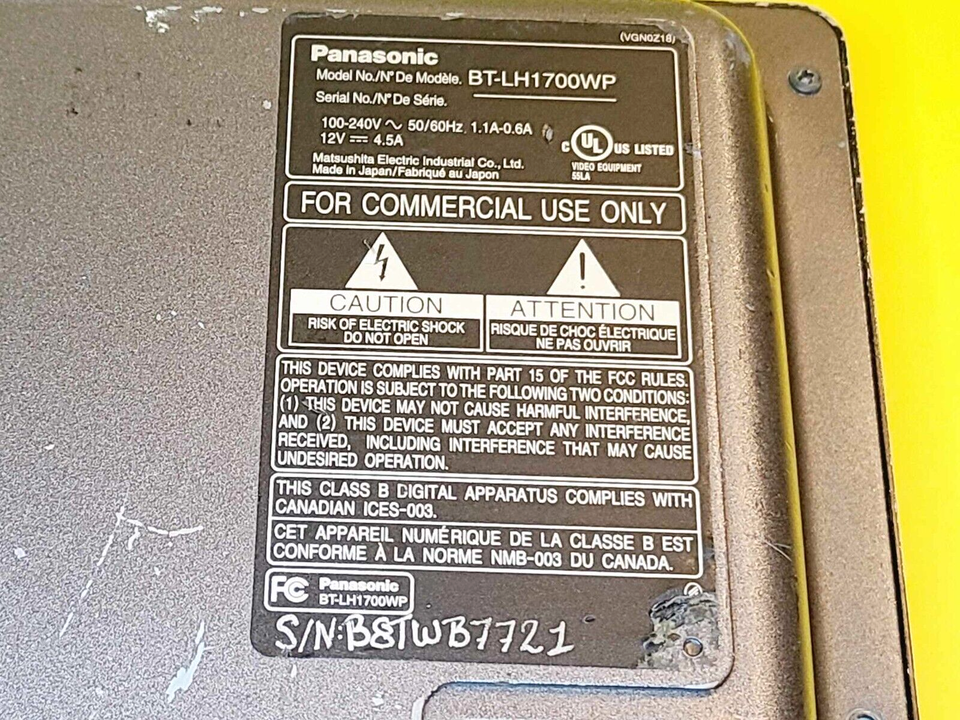 (VGN0Z18)
Panasonic
Model No./N° De Modèle. BT-LH1700WP
Serial No./N° De Série.
100-240V ∼ 50/60Hz 1.1A-0.6A
12V ⎓ 4.5A
Matsushita Electric Industrial Co., Ltd.
Made in Japan/Fabriqué au Japon
c UL US LISTED
VIDEO EQUIPMENT
55LA
FOR COMMERCIAL USE ONLY
CAUTION
RISK OF ELECTRIC SHOCK
DO NOT OPEN
ATTENTION
RISQUE DE CHOC ÉLECTRIQUE
NE PAS OUVRIR
THIS DEVICE COMPLIES WITH PART 15 OF THE FCC RULES.
OPERATION IS SUBJECT TO THE FOLLOWING TWO CONDITIONS:
(1) THIS DEVICE MAY NOT CAUSE HARMFUL INTERFERENCE,
AND (2) THIS DEVICE MUST ACCEPT ANY INTERFERENCE
RECEIVED, INCLUDING INTERFERENCE THAT MAY CAUSE
UNDESIRED OPERATION.
THIS CLASS B DIGITAL APPARATUS COMPLIES WITH
CANADIAN ICES-003.
CET APPAREIL NUMÉRIQUE DE LA CLASSE B EST
CONFORME À LA NORME NMB-003 DU CANADA.
FC Panasonic
BT-LH1700WP
S/N:B8TWB7721